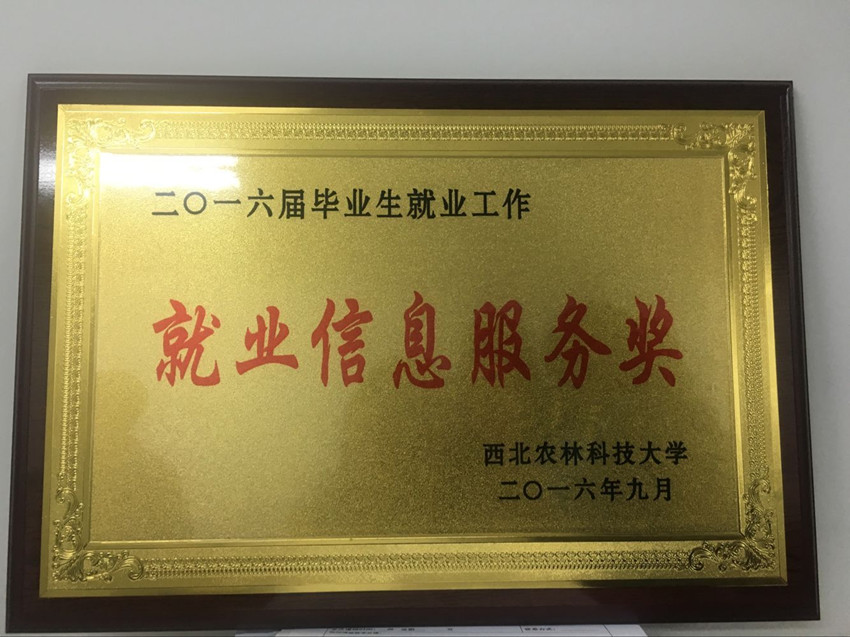 二〇一六届毕业生就业工作
就业信息服务奖
西北农林科技大学
二〇一六年九月